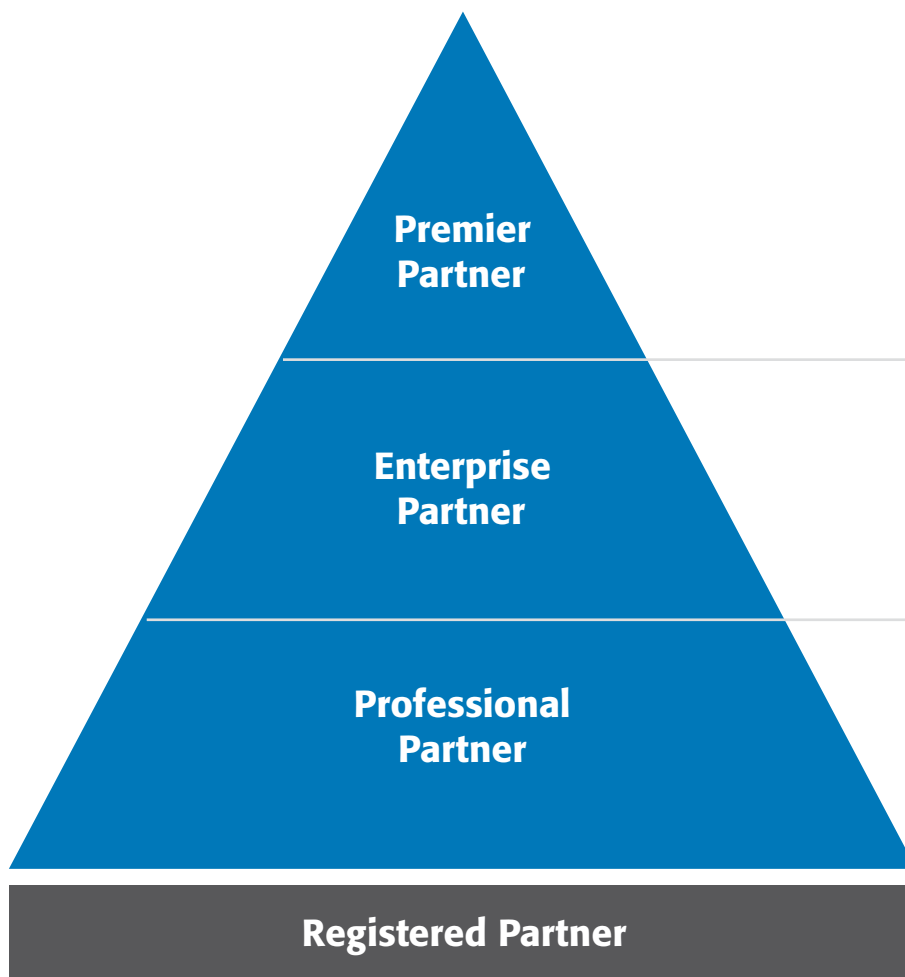 Premier
Partner
Enterprise
Partner
Professional
Partner
Registered Partner